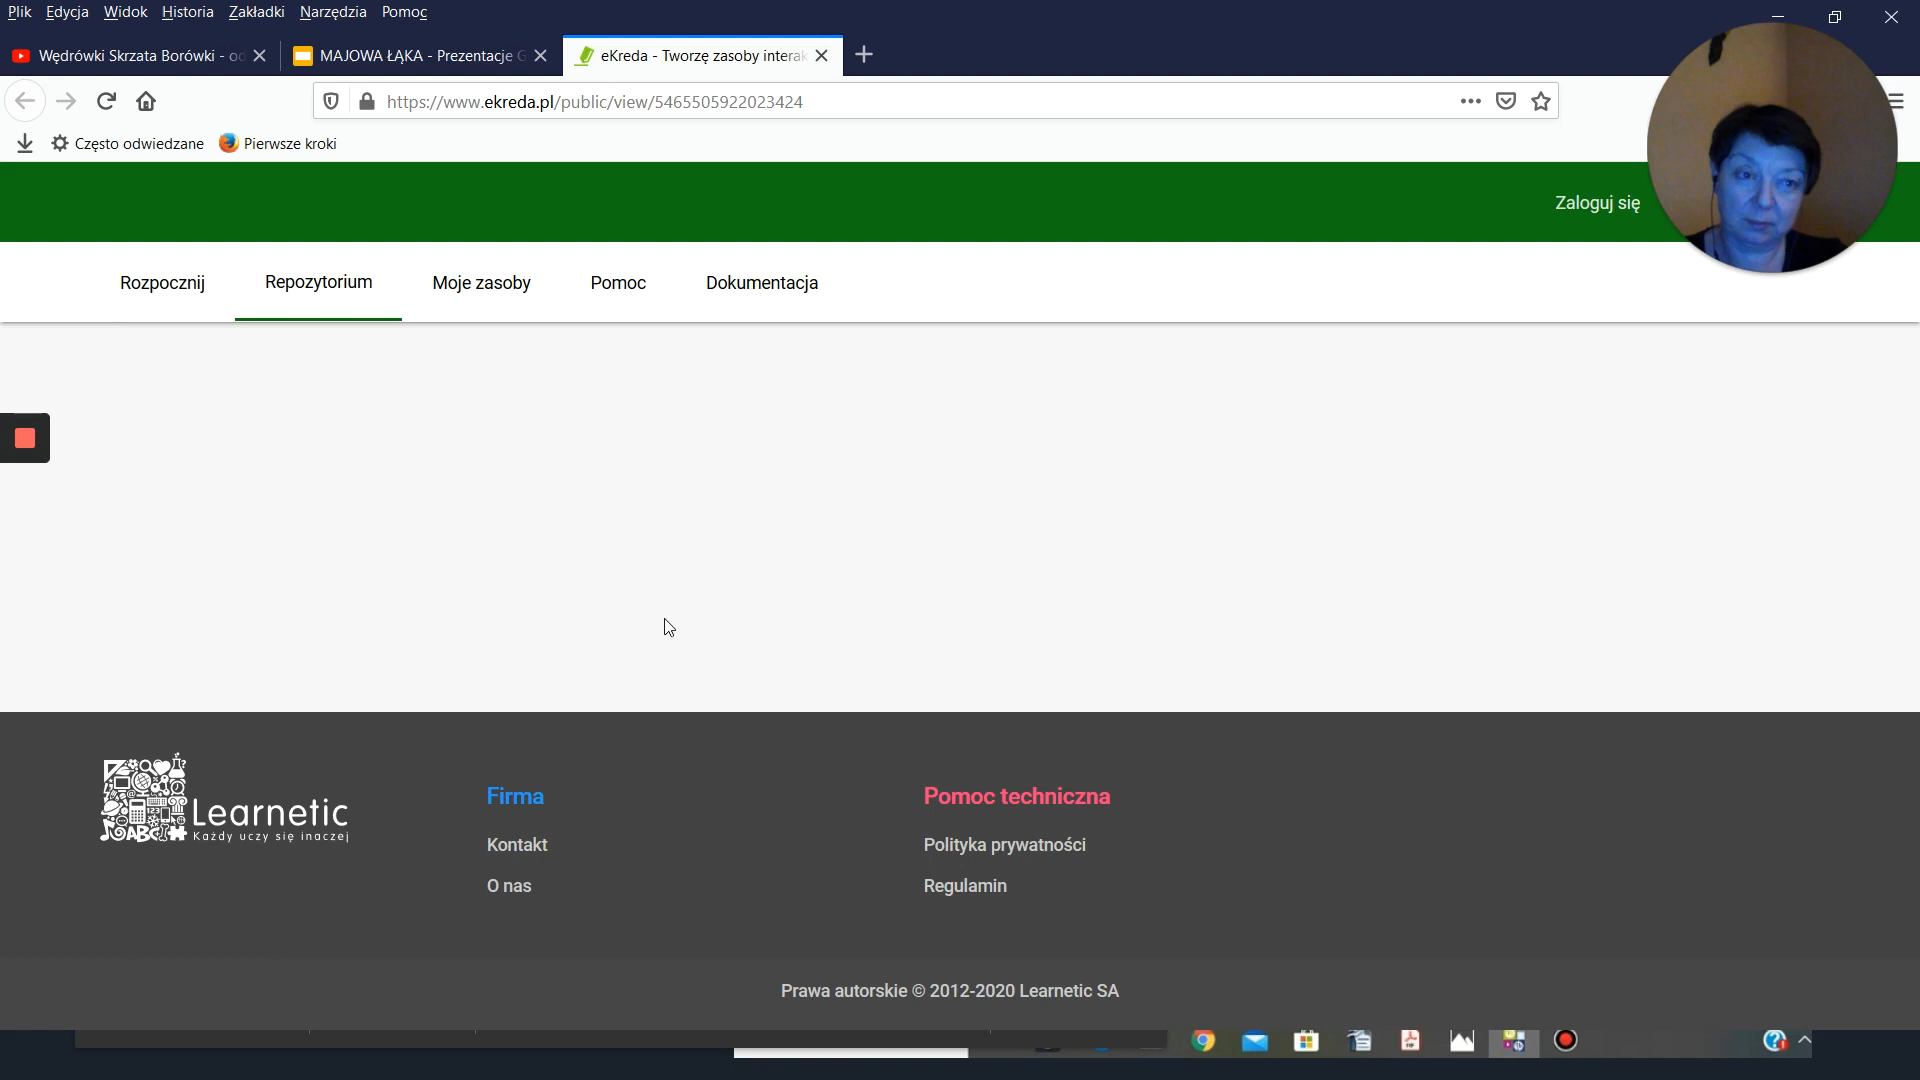 Plik Edycja Widok Historia Zakładki Narzędzia Pomoc
Wędrówki Skrzata Borówki - od
MAJOWA ŁĄKA - Prezentacje G
eKreda - Tworzę zasoby interak
https://www.ekreda.pl/public/view/5465505922023424
Często odwiedzane
Pierwsze kroki
Zaloguj się
Rozpocznij
Repozytorium
Moje zasoby
Pomoc
Dokumentacja
Learnetic
Każdy uczy się inaczej
Firma
Kontakt
O nas
Pomoc techniczna
Polityka prywatności
Regulamin
Prawa autorskie © 2012-2020 Learnetic SA